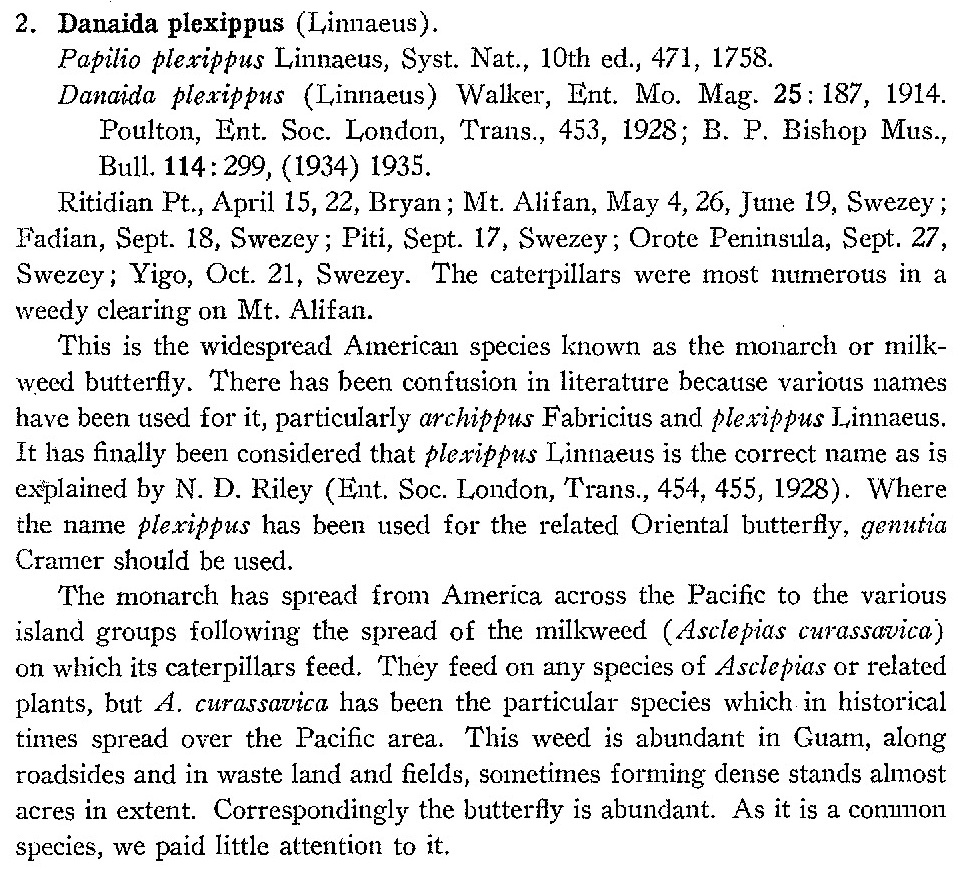 2. Danaida plexippus (Linnaeus).
Papilio plexippus Linnaeus, Syst. Nat., 10th ed., 471, 1758.
Danaida plexippus (Linnaeus) Walker, Ent. Mo. Mag. 25: 187, 1914.
Poulton, Ent. Soc. London, Trans., 453, 1928; B. P. Bishop Mus.,
Bull. 114: 299, (1934) 1935.
Ritidian Pt., April 15, 22, Bryan; Mt. Alifan, May 4, 26, June 19, Swezey;
Fadian, Sept. 18, Swezey; Piti, Sept. 17, Swezey; Orote Peninsula, Sept. 27,
Swezey; Yigo, Oct. 21, Swezey. The caterpillars were most numerous in a
weedy clearing on Mt. Alifan.
This is the widespread American species known as the monarch or milk-
weed butterfly. There has been confusion in literature because various names
have been used for it, particularly archippus Fabricius and plexippus Linnaeus.
It has finally been considered that plexippus Linnaeus is the correct name as is
explained by N. D. Riley (Ent. Soc. London, Trans., 454, 455, 1928). Where
the name plexippus has been used for the related Oriental butterfly, genutia
Cramer should be used.
The monarch has spread from America across the Pacific to the various
island groups following the spread of the milkweed (Asclepias curassavica)
on which its caterpillars feed. They feed on any species of Asclepias or related
plants, but A. curassavica has been the particular species which in historical
times spread over the Pacific area. This weed is abundant in Guam, along
roadsides and in waste land and fields, sometimes forming dense stands almost
acres in extent. Correspondingly the butterfly is abundant. As it is a common
species, we paid little attention to it.